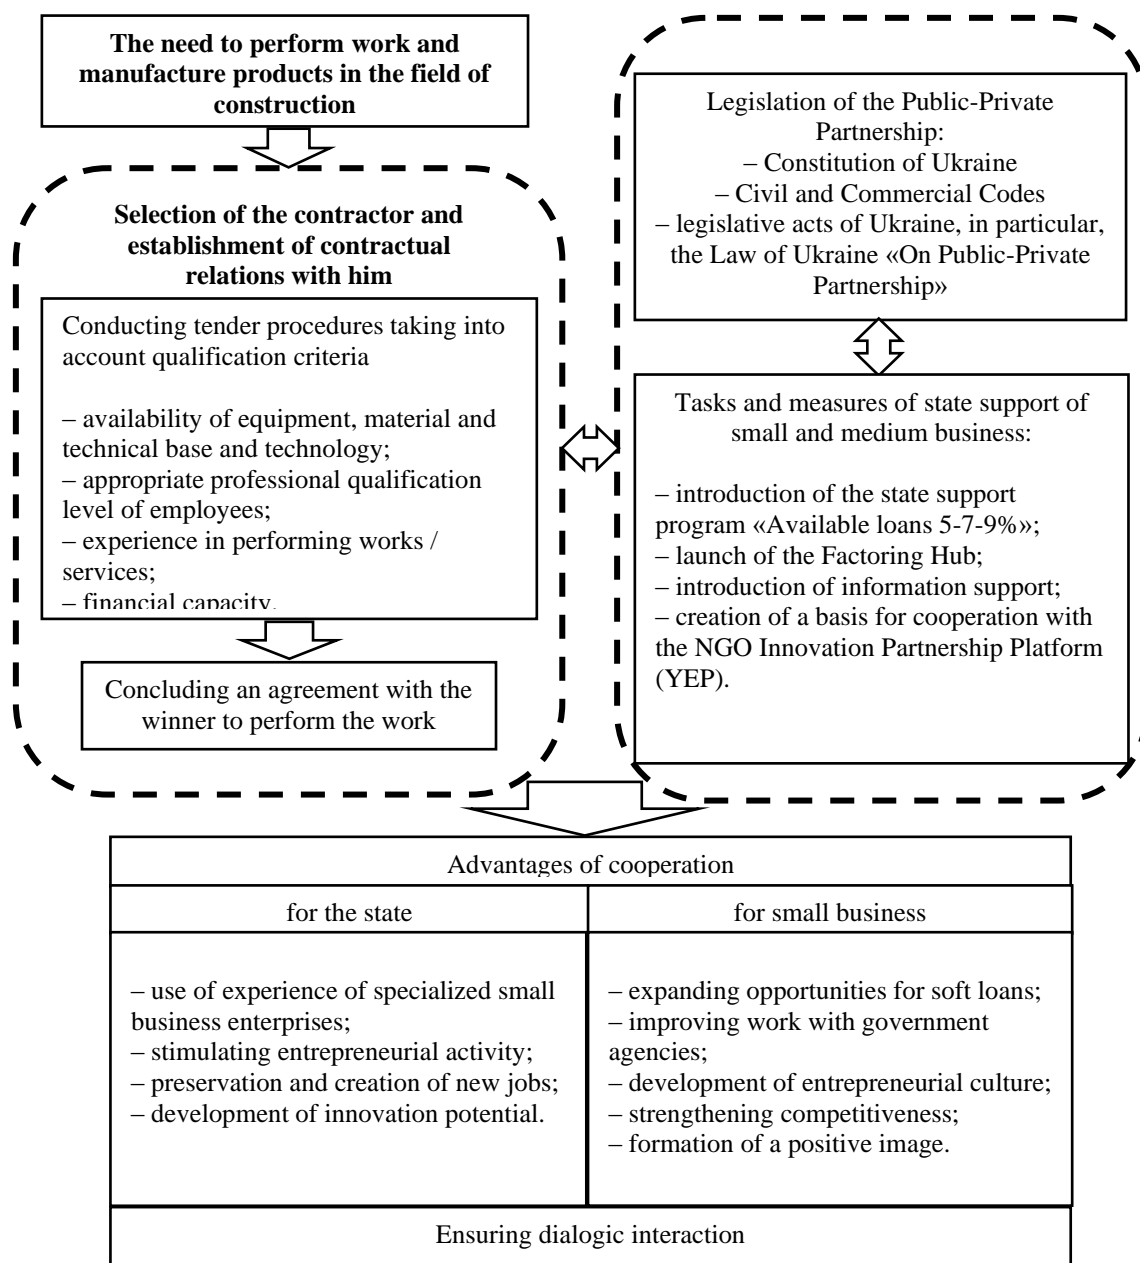 The need to perform work and
manufacture products in the field of
construction
Selection of the contractor and
establishment of contractual
relations with him
Conducting tender procedures taking into
account qualification criteria
– availability of equipment, material and
technical base and technology;
– appropriate professional qualification
level of employees;
– experience in performing works /
services;
– financial capacity.
Concluding an agreement with the
winner to perform the work
Legislation of the Public-Private
Partnership:
– Constitution of Ukraine
– Civil and Commercial Codes
– legislative acts of Ukraine, in particular,
the Law of Ukraine «On Public-Private
Partnership»
Tasks and measures of state support of
small and medium business:
– introduction of the state support
program «Available loans 5-7-9%»;
– launch of the Factoring Hub;
– introduction of information support;
– creation of a basis for cooperation with
the NGO Innovation Partnership Platform
(YEP).
Advantages of cooperation
for the state
– use of experience of specialized small
business enterprises;
– stimulating entrepreneurial activity;
– preservation and creation of new jobs;
– development of innovation potential.
for small business
– expanding opportunities for soft loans;
– improving work with government
agencies;
– development of entrepreneurial culture;
– strengthening competitiveness;
– formation of a positive image.
Ensuring dialogic interaction